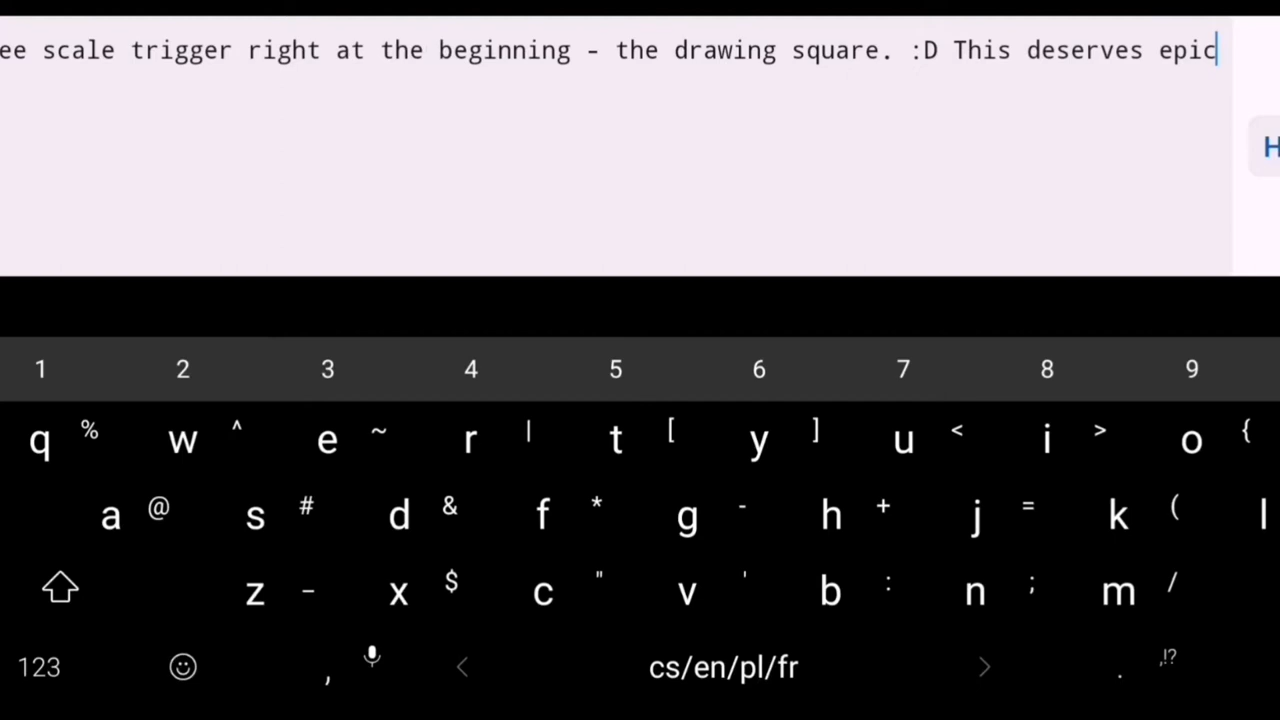 ee scale trigger right at the beginning - the drawing square. :D This deserves epic
H
1 2 3 4 5 6 7 8 9
q % w ^ e ~ r | t [ y ] u < i > o {
a @ s # d & f * g - h + j = k ( l
z _ x $ c " v ' b : n ; m /
123 , < cs/en/pl/fr > . ,!?